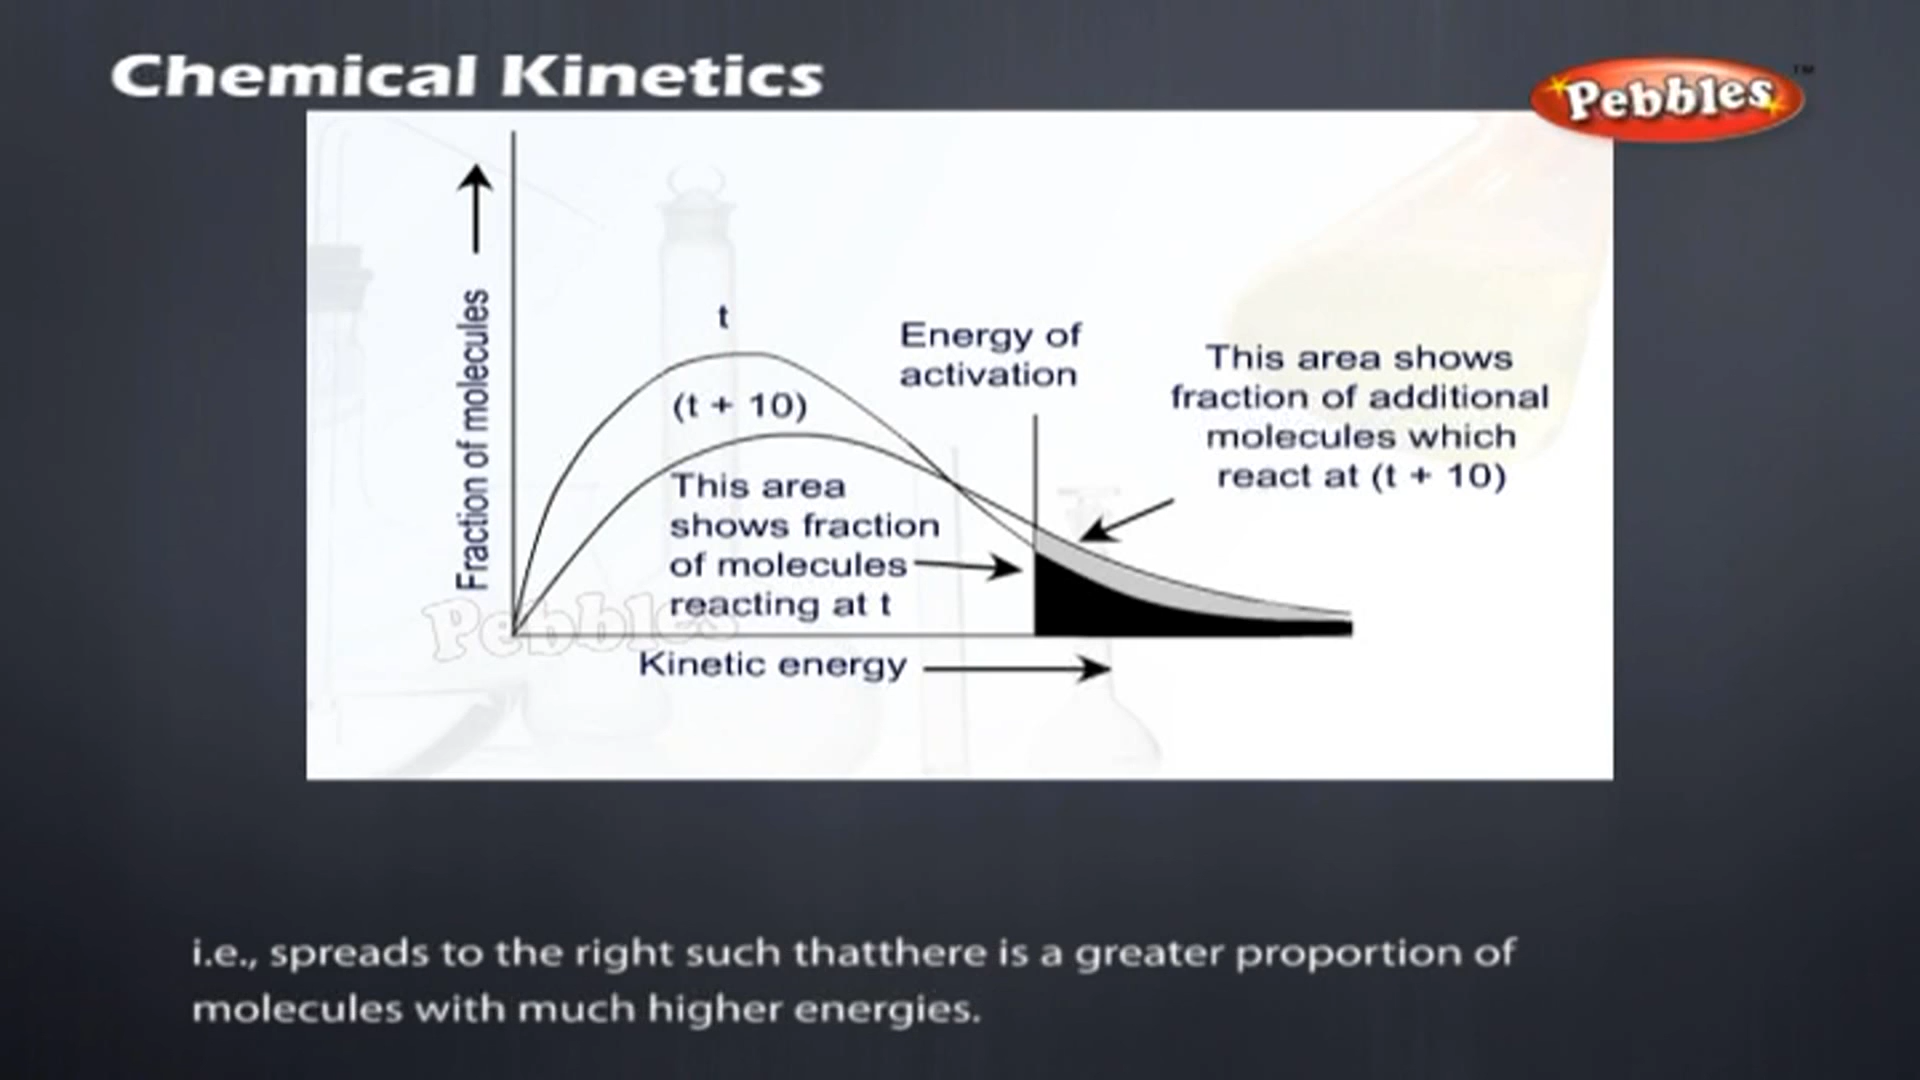 Chemical Kinetics
Pebbles™
Fraction of molecules
t
(t + 10)
Energy of
activation
This area shows
fraction of additional
molecules which
react at (t + 10)
This area
shows fraction
of molecules
reacting at t
Pebbles
Kinetic energy
i.e., spreads to the right such thatthere is a greater proportion of
molecules with much higher energies.